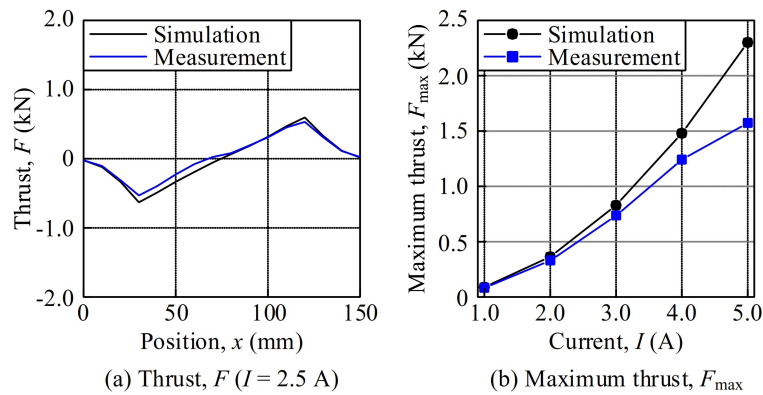 2.0
1.0
0
-1.0
-2.0
Thrust, F (kN)
Simulation
Measurement
0
50
100
150
Position, x (mm)
(a) Thrust, F (I = 2.5 A)
2.5
2.0
1.5
1.0
0.5
0
Maximum thrust, Fmax (kN)
Simulation
Measurement
1.0
2.0
3.0
4.0
5.0
Current, I (A)
(b) Maximum thrust, Fmax